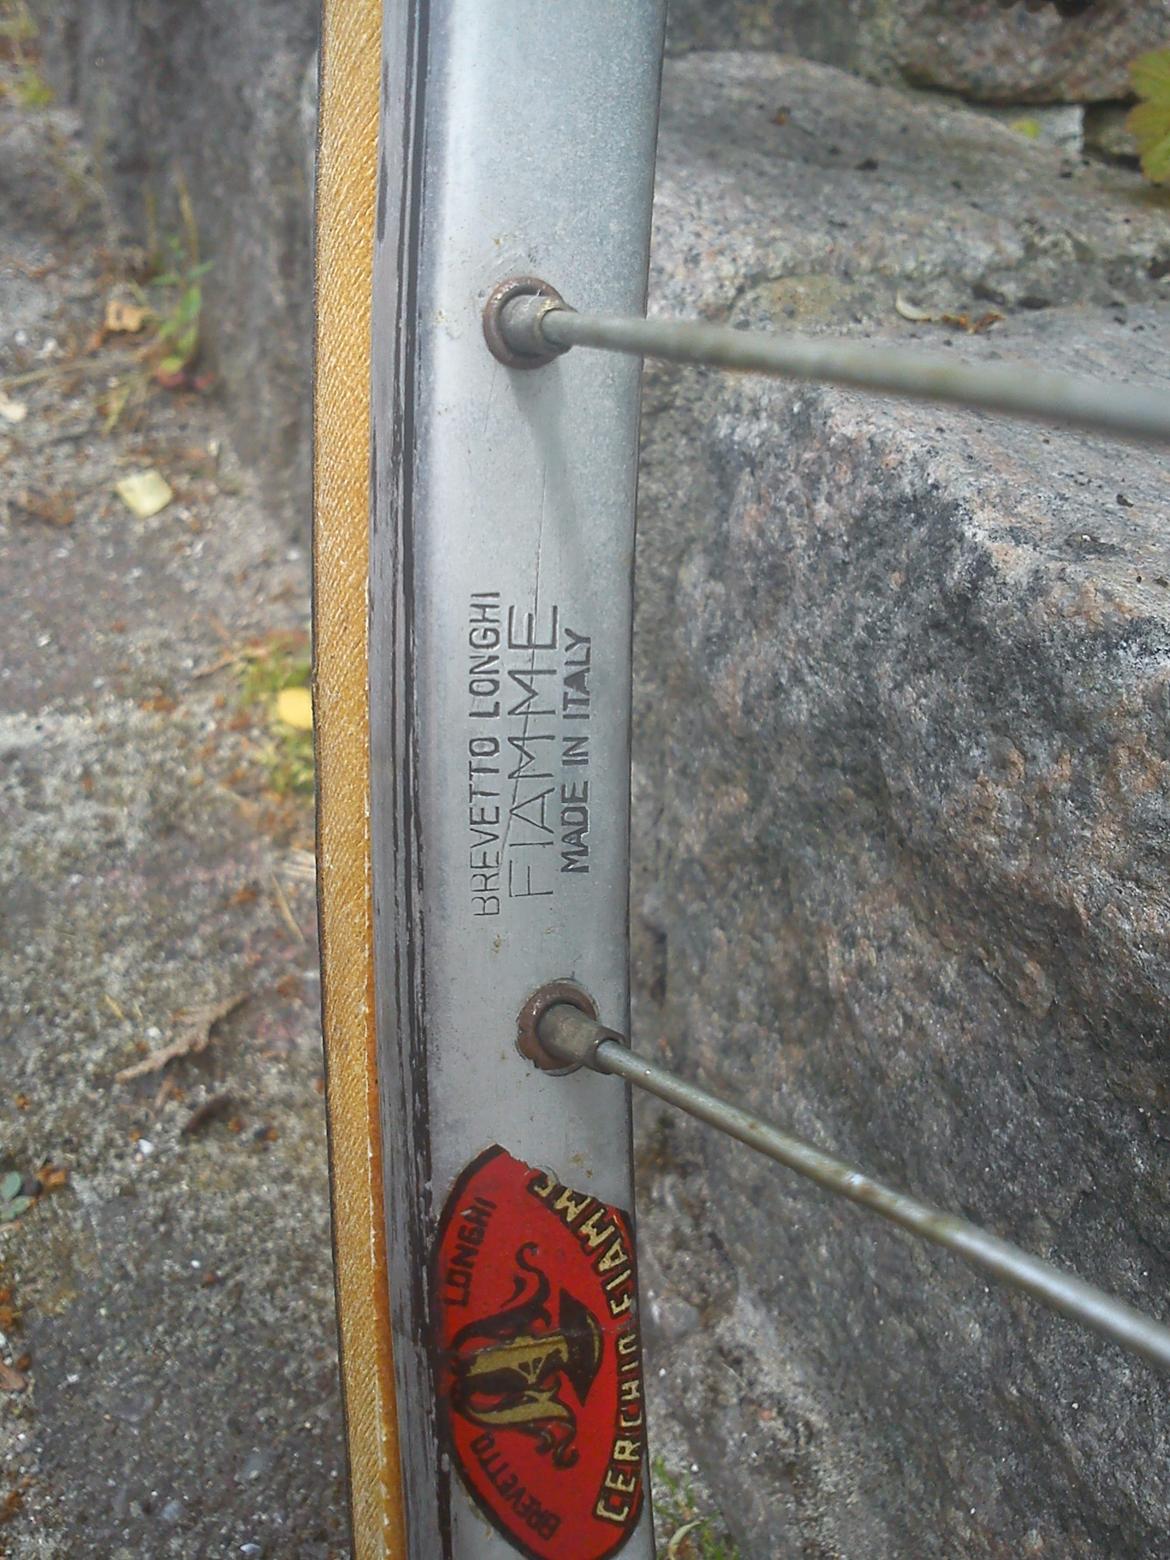 BREVETTO LONGHI
FIAMME
MADE IN ITALY
BREVETTO LONGHI
CERCHIO FIAMME